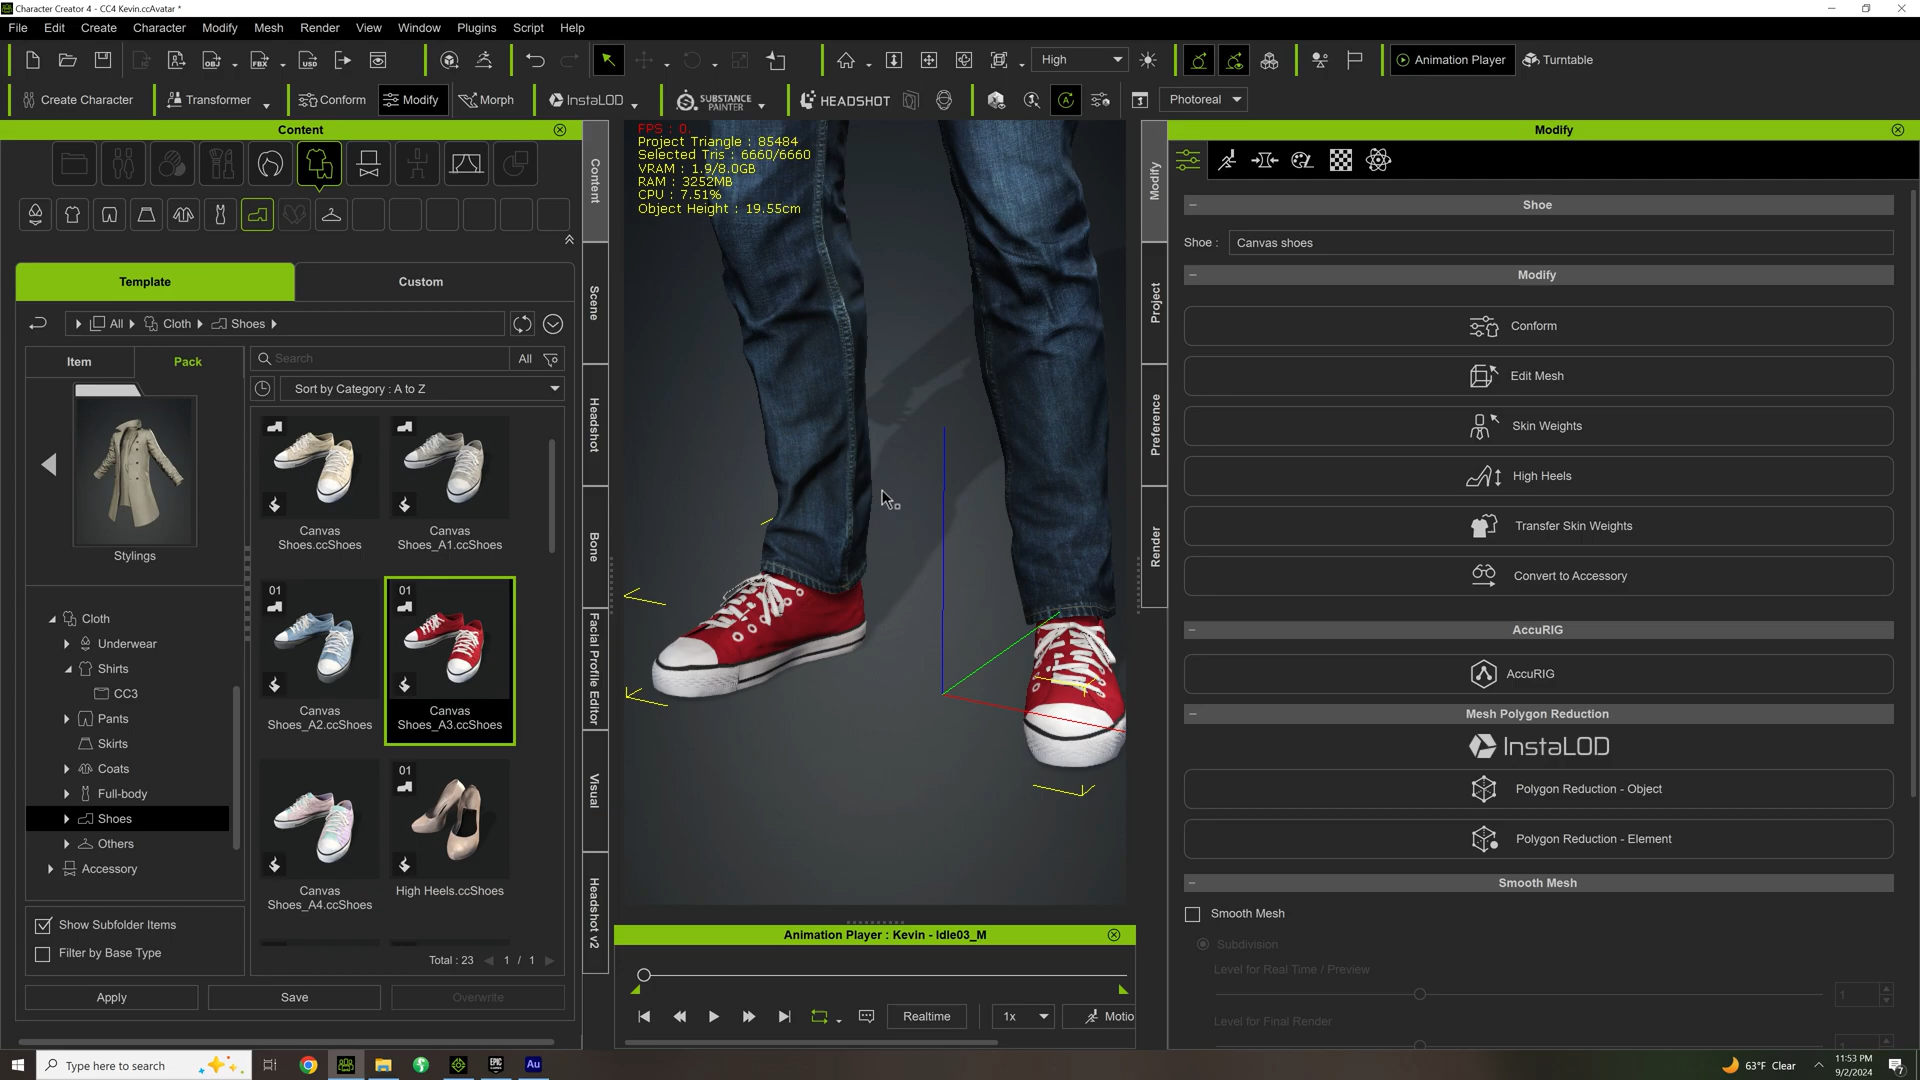 Character Creator 4 - CC4 Kevin.ccAvatar *
File Edit Create Character Modify Mesh Render View Window Plugins Script Help
OBJ FBX USD High Animation Player Turntable
Create Character Transformer Conform Modify Morph InstaLOD SUBSTANCE PAINTER HEADSHOT Photoreal
Content
Template Custom
All Cloth Shoes
Item Pack
Search All
Sort by Category : A to Z
Stylings
Canvas
Shoes.ccShoes
Canvas
Shoes_A1.ccShoes
01
Canvas
Shoes_A2.ccShoes
01
Canvas
Shoes_A3.ccShoes
Canvas
Shoes_A4.ccShoes
01
High Heels.ccShoes
Cloth
Underwear
Shirts
CC3
Pants
Skirts
Coats
Full-body
Shoes
Others
Accessory
Show Subfolder Items
Filter by Base Type
Total : 23 1 / 1
Apply Save Overwrite
Content
Scene
Headshot
Bone
Facial Profile Editor
Visual
Headshot v2
FPS : 0.
Project Triangle : 85484
Selected Tris : 6660/6660
VRAM : 1.9/8.0GB
RAM : 3252MB
CPU : 7.51%
Object Height : 19.55cm
Animation Player : Kevin - Idle03_M
Realtime 1x Motio
Modify
Project
Preference
Render
Modify
Shoe
Shoe : Canvas shoes
Modify
Conform
Edit Mesh
Skin Weights
High Heels
Transfer Skin Weights
Convert to Accessory
AccuRIG
AccuRIG
Mesh Polygon Reduction
InstaLOD
Polygon Reduction - Object
Polygon Reduction - Element
Smooth Mesh
Smooth Mesh
Subdivision
Level for Real Time / Preview
1
Level for Final Render
Type here to search
EPIC GAMES
Au
63°F Clear
11:53 PM
9/2/2024
7